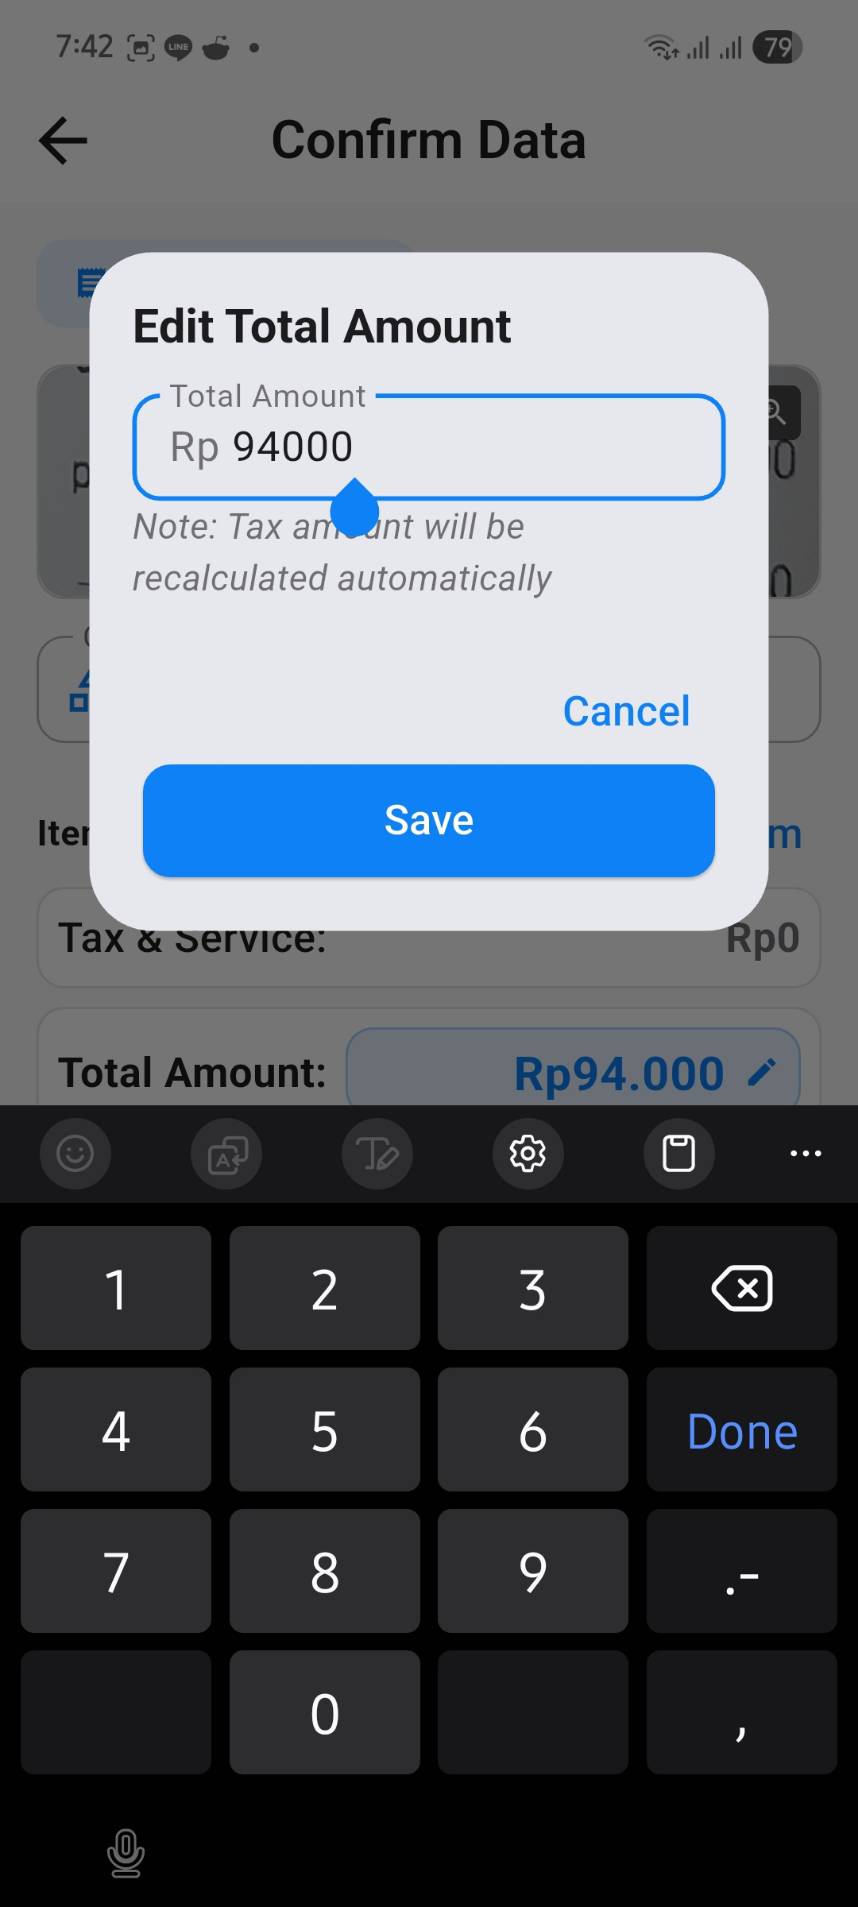 7:42 LINE 79
Confirm Data
Edit Total Amount
Total Amount
Rp 94000
Note: Tax amount will be
recalculated automatically
Cancel
Save
Tax & Service: Rp0
Total Amount: Rp94.000
1 2 3
4 5 6 Done
7 8 9 .-
0 ,